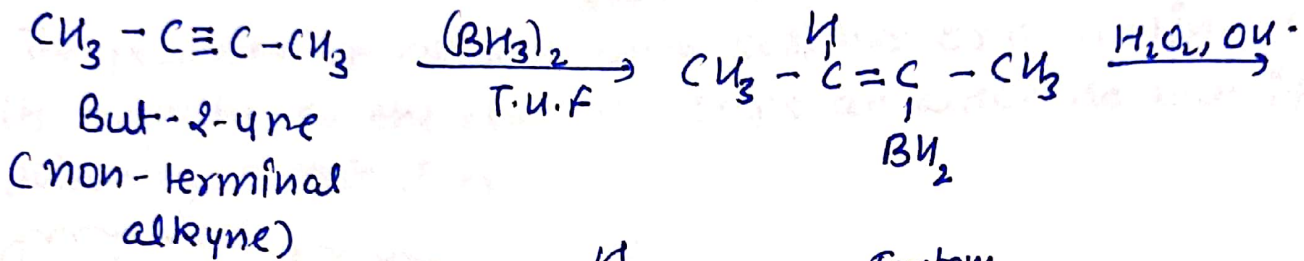 CH₃ - C≡C-CH₃ (BH₃)₂ T.H.F CH₃ - C=C - CH₃ H₂O₂, OH⁻
H
BH₂
But-2-yne
(non-terminal
alkyne)